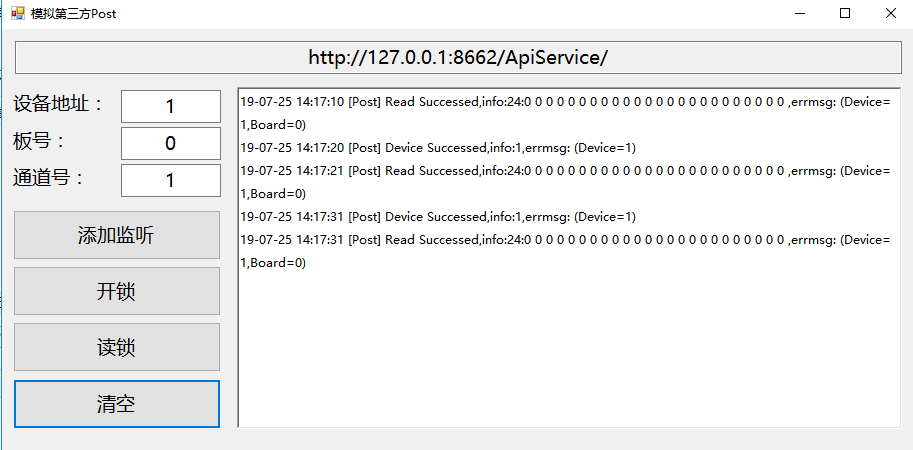 模拟第三方Post
http://127.0.0.1:8662/ApiService/
设备地址： 1
板号： 0
通道号： 1
添加监听
开锁
读锁
清空
19-07-25 14:17:10 [Post] Read Successed,info:24:0 0 0 0 0 0 0 0 0 0 0 0 0 0 0 0 0 0 0 0 0 0 0 0 ,errmsg: (Device=
1,Board=0)
19-07-25 14:17:20 [Post] Device Successed,info:1,errmsg: (Device=1)
19-07-25 14:17:21 [Post] Read Successed,info:24:0 0 0 0 0 0 0 0 0 0 0 0 0 0 0 0 0 0 0 0 0 0 0 0 ,errmsg: (Device=
1,Board=0)
19-07-25 14:17:31 [Post] Device Successed,info:1,errmsg: (Device=1)
19-07-25 14:17:31 [Post] Read Successed,info:24:0 0 0 0 0 0 0 0 0 0 0 0 0 0 0 0 0 0 0 0 0 0 0 0 ,errmsg: (Device=
1,Board=0)